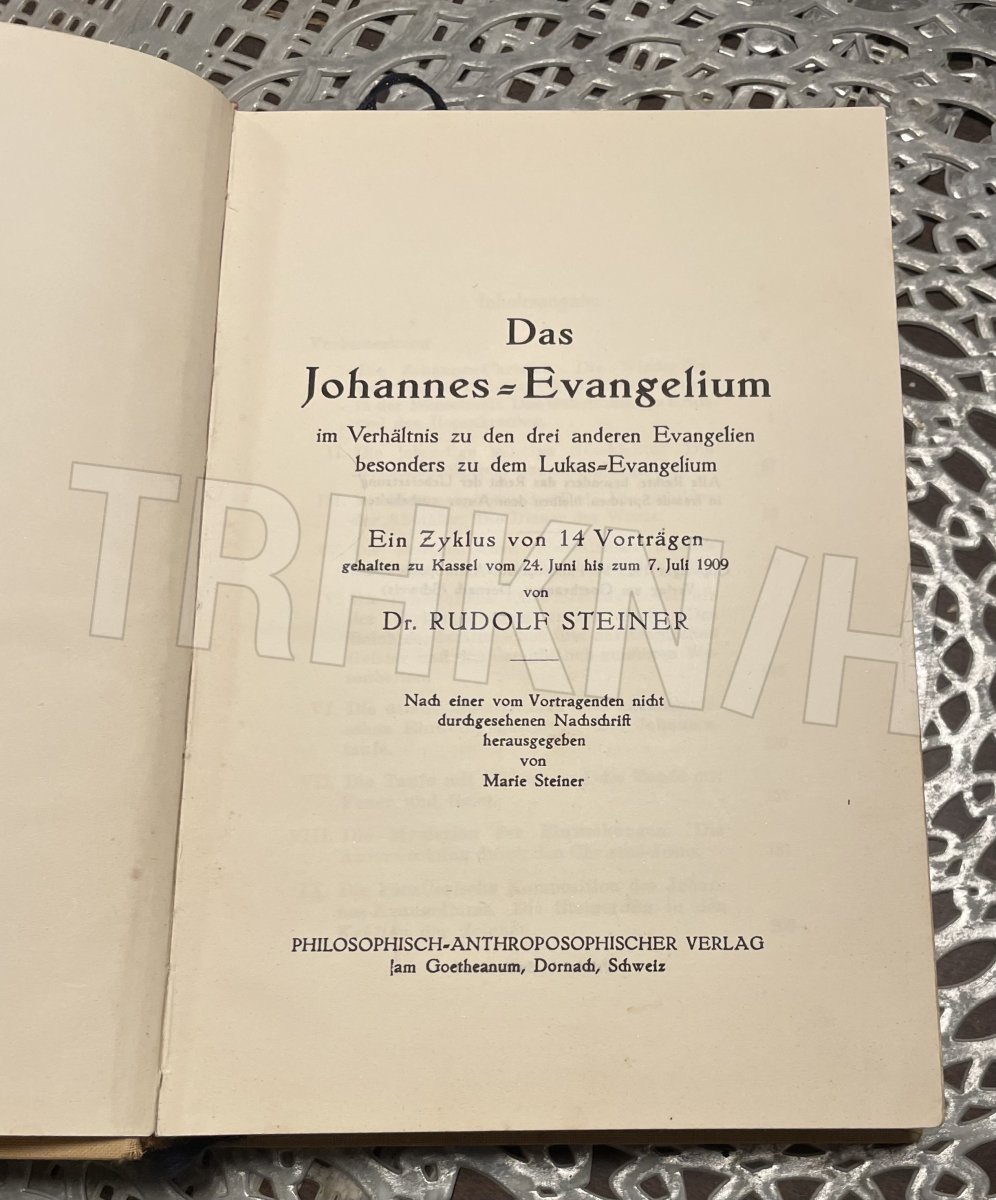 Das
Johannes=Evangelium
im Verhältnis zu den drei anderen Evangelien
besonders zu dem Lukas=Evangelium
Ein Zyklus von 14 Vorträgen
gehalten zu Kassel vom 24. Juni bis zum 7. Juli 1909
von
Dr. RUDOLF STEINER
Nach einer vom Vortragenden nicht
durchgesehenen Nachschrift
herausgegeben
von
Marie Steiner
PHILOSOPHISCH-ANTHROPOSOPHISCHER VERLAG
am Goetheanum, Dornach, Schweiz
TRHKN/H